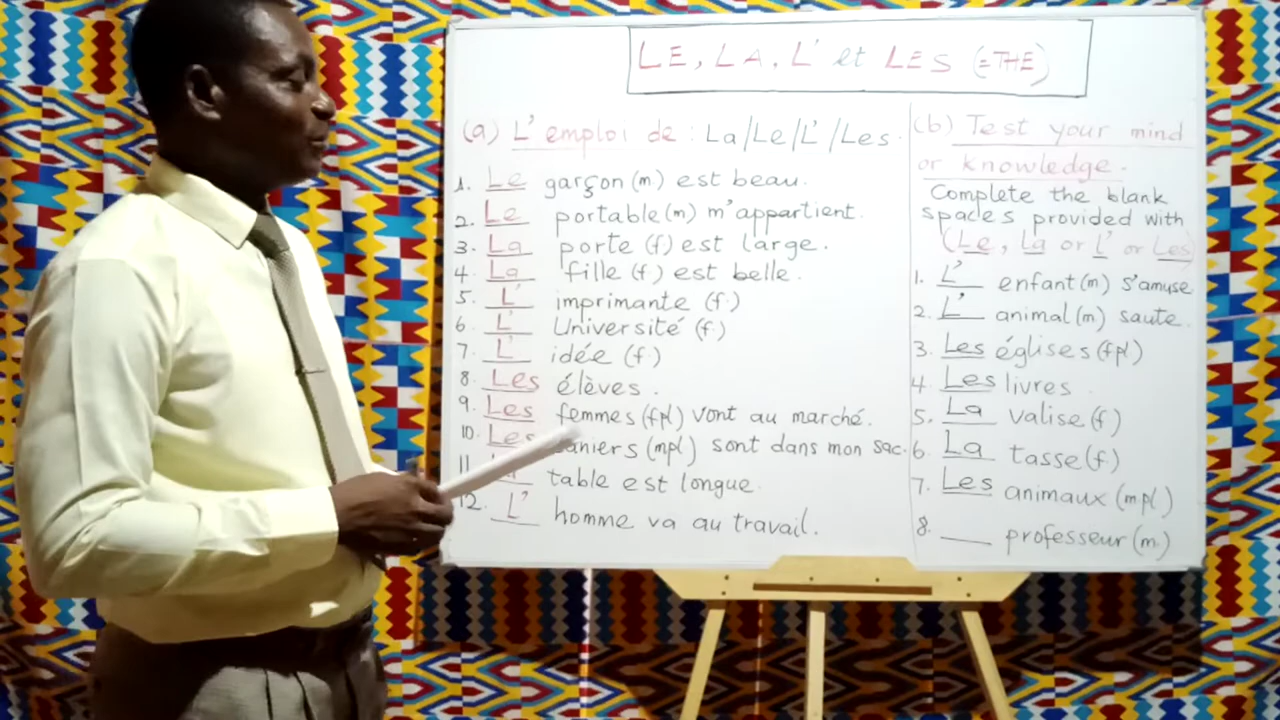 LE, LA, L' et LES (=THE)
(a) L'emploi de : La/Le/L'/Les.
1. Le garçon (m) est beau.
2. Le portable (m) m'appartient.
3. La porte (f) est large.
4. La fille (f) est belle.
5. L' imprimante (f)
6. L' Université (f)
7. L' idée (f)
8. Les élèves.
9. Les femmes (fpl) vont au marché.
10. Les (mpl) sont dans mon sac.
11. table est longue.
12. L' homme va au travail.
(b) Test your mind
or knowledge.
Complete the blank
spaces provided with
(Le, La or L' or Les)
1. L' enfant (m) s'amuse
2. L' animal (m) saute.
3. Les églises (fpl)
4. Les livres
5. La valise (f)
6. La tasse (f)
7. Les animaux (mpl)
8. ___ professeur (m.)